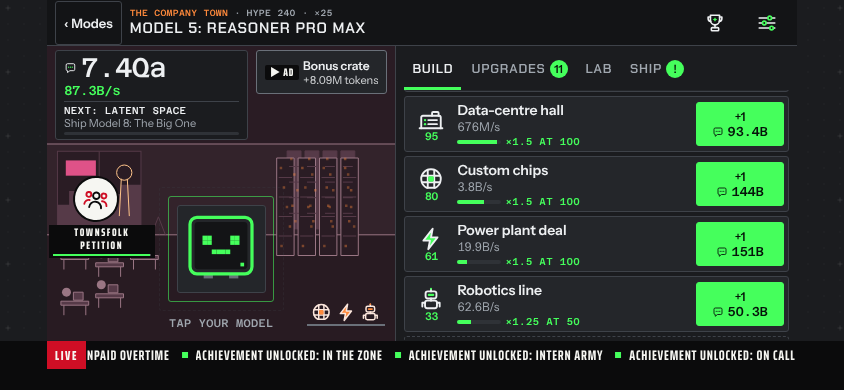 ‹ Modes
THE COMPANY TOWN · HYPE 240 · ×25
MODEL 5: REASONER PRO MAX
7.4Qa
87.3B/s
NEXT: LATENT SPACE
Ship Model 8: The Big One
AD
Bonus crate
+8.09M tokens
TOWNSFOLK
PETITION
TAP YOUR MODEL
BUILD
UPGRADES 11
LAB
SHIP !
Data-centre hall
676M/s
95
×1.5 AT 100
+1
93.4B
Custom chips
3.8B/s
80
×1.5 AT 100
+1
144B
Power plant deal
19.9B/s
61
×1.5 AT 100
+1
151B
Robotics line
62.6B/s
33
×1.25 AT 50
+1
50.3B
LIVE
NPAID OVERTIME ACHIEVEMENT UNLOCKED: IN THE ZONE ACHIEVEMENT UNLOCKED: INTERN ARMY ACHIEVEMENT UNLOCKED: ON CALL